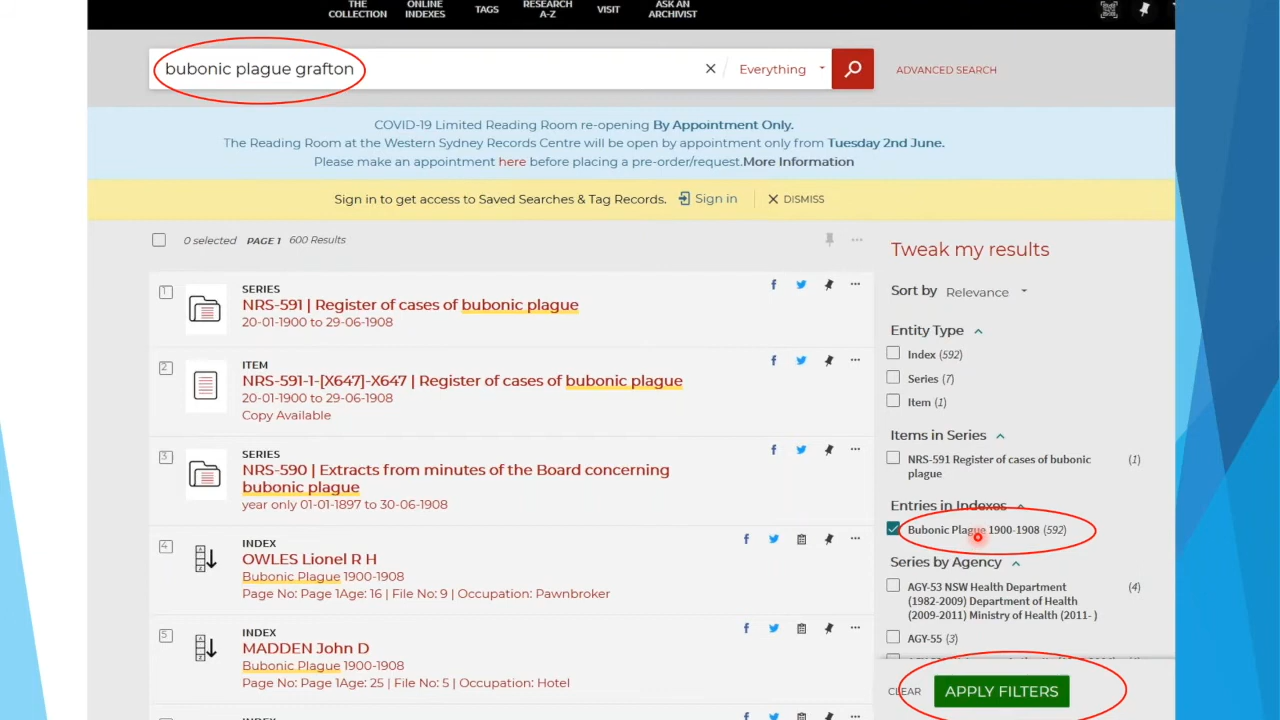 THE COLLECTION
ONLINE INDEXES
TAGS
RESEARCH A-Z
VISIT
ASK AN ARCHIVIST
bubonic plague grafton
Everything
ADVANCED SEARCH
COVID-19 Limited Reading Room re-opening By Appointment Only.
The Reading Room at the Western Sydney Records Centre will be open by appointment only from Tuesday 2nd June.
Please make an appointment here before placing a pre-order/request.More Information
Sign in to get access to Saved Searches & Tag Records. Sign in DISMISS
0 selected PAGE 1 600 Results
1
SERIES
NRS-591 | Register of cases of bubonic plague
20-01-1900 to 29-06-1908
2
ITEM
NRS-591-1-[X647]-X647 | Register of cases of bubonic plague
20-01-1900 to 29-06-1908
Copy Available
3
SERIES
NRS-590 | Extracts from minutes of the Board concerning
bubonic plague
year only 01-01-1897 to 30-06-1908
4
INDEX
OWLES Lionel R H
Bubonic Plague 1900-1908
Page No: Page 1Age: 16 | File No: 9 | Occupation: Pawnbroker
5
INDEX
MADDEN John D
Bubonic Plague 1900-1908
Page No: Page 1Age: 25 | File No: 5 | Occupation: Hotel
INDEX
Tweak my results
Sort by Relevance
Entity Type
Index (592)
Series (7)
Item (1)
Items in Series
NRS-591 Register of cases of bubonic (1)
plague
Entries in Indexes
Bubonic Plague 1900-1908 (592)
Series by Agency
AGY-53 NSW Health Department (4)
(1982-2009) Department of Health
(2009-2011) Ministry of Health (2011- )
AGY-55 (3)
CLEAR
APPLY FILTERS